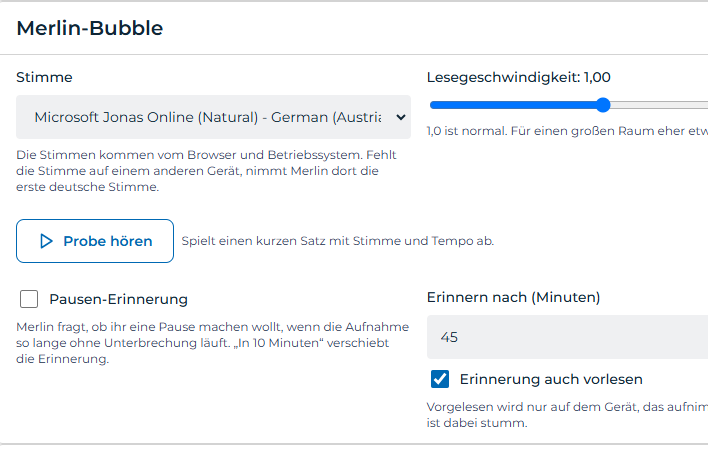 Merlin-Bubble
Stimme
Lesegeschwindigkeit: 1,00
Microsoft Jonas Online (Natural) - German (Austria
1,0 ist normal. Für einen großen Raum eher etw
Die Stimmen kommen vom Browser und Betriebssystem. Fehlt
die Stimme auf einem anderen Gerät, nimmt Merlin dort die
erste deutsche Stimme.
Probe hören
Spielt einen kurzen Satz mit Stimme und Tempo ab.
Pausen-Erinnerung
Merlin fragt, ob ihr eine Pause machen wollt, wenn die Aufnahme
so lange ohne Unterbrechung läuft. „In 10 Minuten“ verschiebt
die Erinnerung.
Erinnern nach (Minuten)
45
Erinnerung auch vorlesen
Vorgelesen wird nur auf dem Gerät, das aufnim
ist dabei stumm.